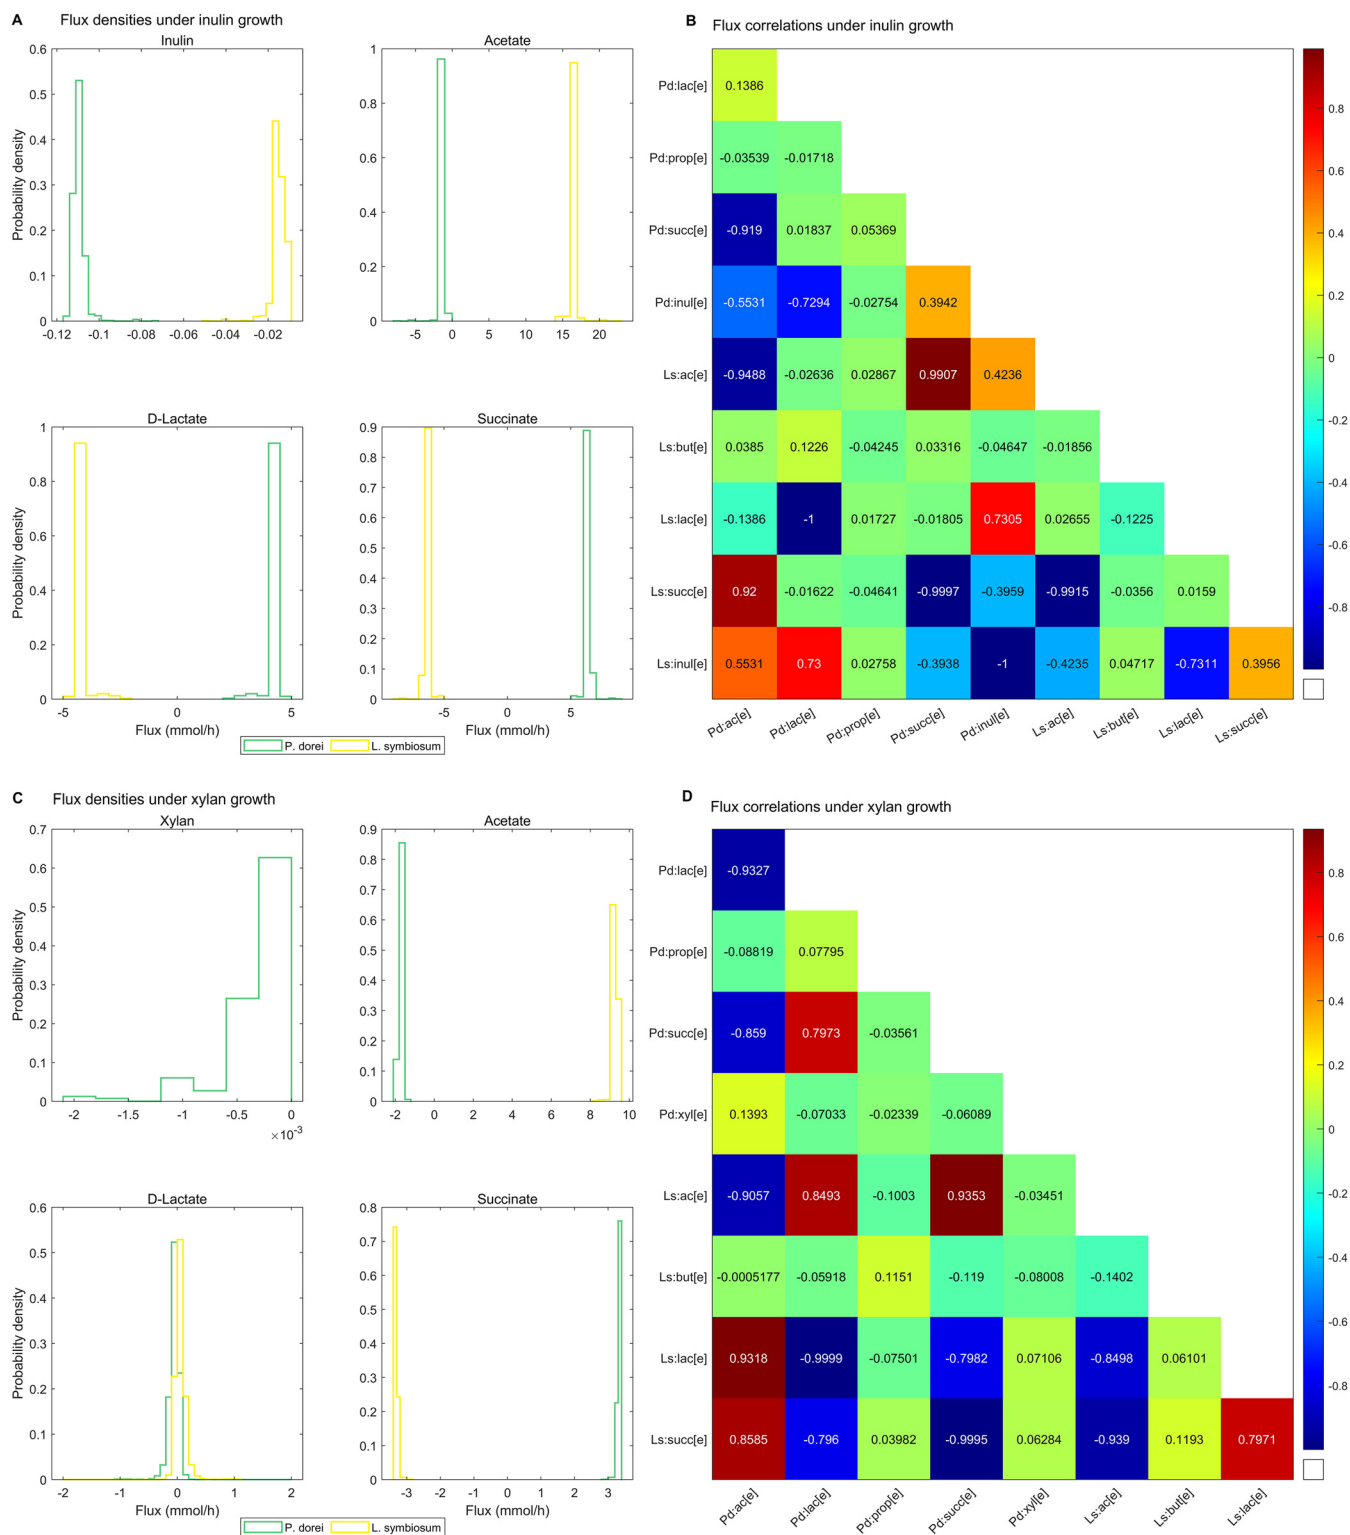 A Flux densities under inulin growth
Inulin
0.6
0.5
0.4
0.3
0.2
0.1
0
Probability density
-0.12 -0.1 -0.08 -0.06 -0.04 -0.02
Acetate
1
0.8
0.6
0.4
0.2
0
-5 0 5 10 15 20
D-Lactate
1
0.8
0.6
0.4
0.2
0
Probability density
-5 0 5
Flux (mmol/h)
Succinate
0.9
0.8
0.7
0.6
0.5
0.4
0.3
0.2
0.1
0
-5 0 5
Flux (mmol/h)
P. dorei L. symbiosum
B Flux correlations under inulin growth
Pd:lac[e] 0.1386
Pd:prop[e] -0.03539 -0.01718
Pd:succ[e] -0.919 0.01837 0.05369
Pd:inul[e] -0.5531 -0.7294 -0.02754 0.3942
Ls:ac[e] -0.9488 -0.02636 0.02867 0.9907 0.4236
Ls:but[e] 0.0385 0.1226 -0.04245 0.03316 -0.04647 -0.01856
Ls:lac[e] -0.1386 -1 0.01727 -0.01805 0.7305 0.02655 -0.1225
Ls:succ[e] 0.92 -0.01622 -0.04641 -0.9997 -0.3959 -0.9915 -0.0356 0.0159
Ls:inul[e] 0.5531 0.73 0.02758 -0.3938 -1 -0.4235 0.04717 -0.7311 0.3956
Pd:ac[e] Pd:lac[e] Pd:prop[e] Pd:succ[e] Pd:inul[e] Ls:ac[e] Ls:but[e] Ls:lac[e] Ls:succ[e]
0.8
0.6
0.4
0.2
0
-0.2
-0.4
-0.6
-0.8
C Flux densities under xylan growth
Xylan
0.7
0.6
0.5
0.4
0.3
0.2
0.1
0
Probability density
-2 -1.5 -1 -0.5 0
×10-3
Acetate
0.9
0.8
0.7
0.6
0.5
0.4
0.3
0.2
0.1
0
-2 0 2 4 6 8 10
D-Lactate
0.6
0.5
0.4
0.3
0.2
0.1
0
Probability density
-2 -1 0 1 2
Flux (mmol/h)
Succinate
0.8
0.7
0.6
0.5
0.4
0.3
0.2
0.1
0
-3 -2 -1 0 1 2 3
Flux (mmol/h)
P. dorei L. symbiosum
D Flux correlations under xylan growth
Pd:lac[e] -0.9327
Pd:prop[e] -0.08819 0.07795
Pd:succ[e] -0.859 0.7973 -0.03561
Pd:xyl[e] 0.1393 -0.07033 -0.02339 -0.06089
Ls:ac[e] -0.9057 0.8493 -0.1003 0.9353 -0.03451
Ls:but[e] -0.0005177 -0.05918 0.1151 -0.119 -0.08008 -0.1402
Ls:lac[e] 0.9318 -0.9999 -0.07501 -0.7982 0.07106 -0.8498 0.06101
Ls:succ[e] 0.8585 -0.796 0.03982 -0.9995 0.06284 -0.939 0.1193 0.7971
Pd:ac[e] Pd:lac[e] Pd:prop[e] Pd:succ[e] Pd:xyl[e] Ls:ac[e] Ls:but[e] Ls:lac[e]
0.8
0.6
0.4
0.2
0
-0.2
-0.4
-0.6
-0.8